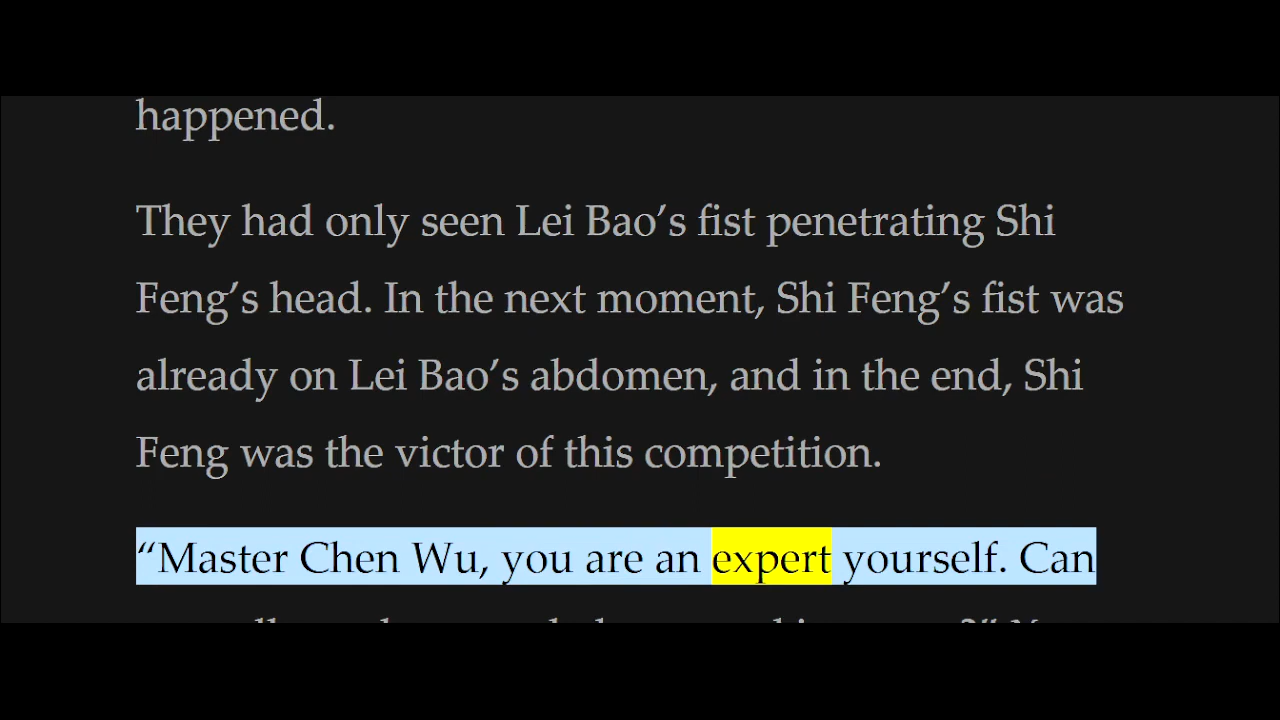 happened.
They had only seen Lei Bao’s fist penetrating Shi
Feng’s head. In the next moment, Shi Feng’s fist was
already on Lei Bao’s abdomen, and in the end, Shi
Feng was the victor of this competition.
“Master Chen Wu, you are an expert yourself. Can